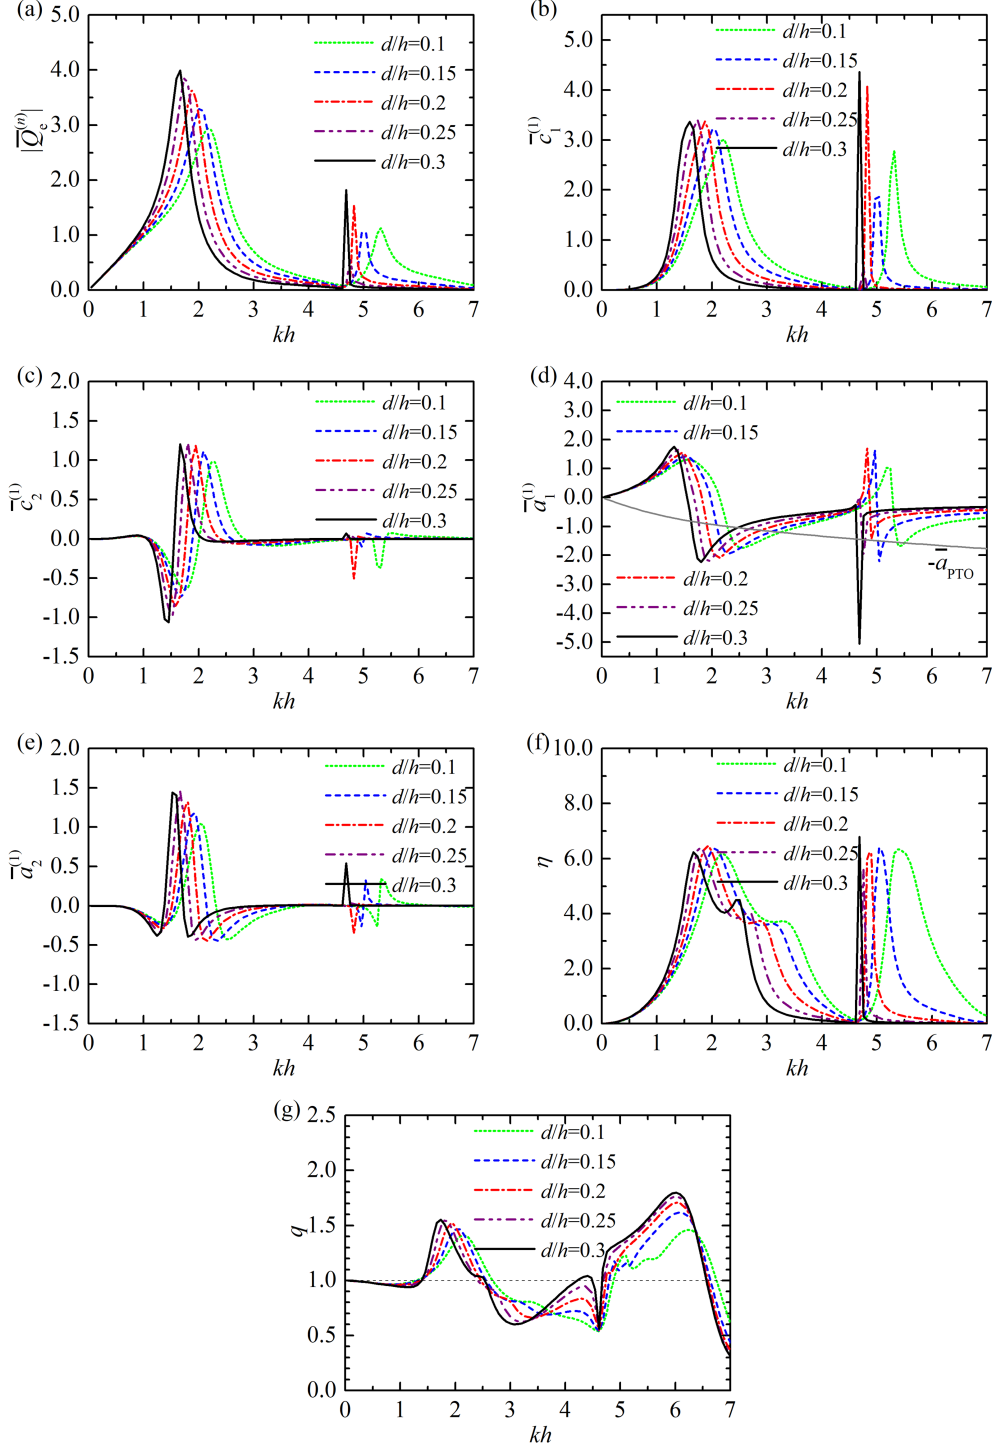 (a)
5.0
4.0
3.0
2.0
1.0
0.0
|Q̅ₑ⁽ⁿ⁾|
d/h=0.1
d/h=0.15
d/h=0.2
d/h=0.25
d/h=0.3
0 1 2 3 4 5 6 7
kh
(b)
5.0
4.0
3.0
2.0
1.0
0.0
c̅₁⁽¹⁾
d/h=0.1
d/h=0.15
d/h=0.2
d/h=0.25
d/h=0.3
0 1 2 3 4 5 6 7
kh
(c)
2.0
1.5
1.0
0.5
0.0
-0.5
-1.0
-1.5
c̅₂⁽¹⁾
d/h=0.1
d/h=0.15
d/h=0.2
d/h=0.25
d/h=0.3
0 1 2 3 4 5 6 7
kh
(d)
4.0
3.0
2.0
1.0
0.0
-1.0
-2.0
-3.0
-4.0
-5.0
a̅₁⁽¹⁾
d/h=0.1
d/h=0.15
-a̅PTO
d/h=0.2
d/h=0.25
d/h=0.3
0 1 2 3 4 5 6 7
kh
(e)
2.0
1.5
1.0
0.5
0.0
-0.5
-1.0
-1.5
a̅₂⁽¹⁾
d/h=0.1
d/h=0.15
d/h=0.2
d/h=0.25
d/h=0.3
0 1 2 3 4 5 6 7
kh
(f)
10.0
8.0
6.0
4.0
2.0
0.0
η
d/h=0.1
d/h=0.15
d/h=0.2
d/h=0.25
d/h=0.3
0 1 2 3 4 5 6 7
kh
(g)
2.5
2.0
1.5
1.0
0.5
0.0
q
d/h=0.1
d/h=0.15
d/h=0.2
d/h=0.25
d/h=0.3
0 1 2 3 4 5 6 7
kh